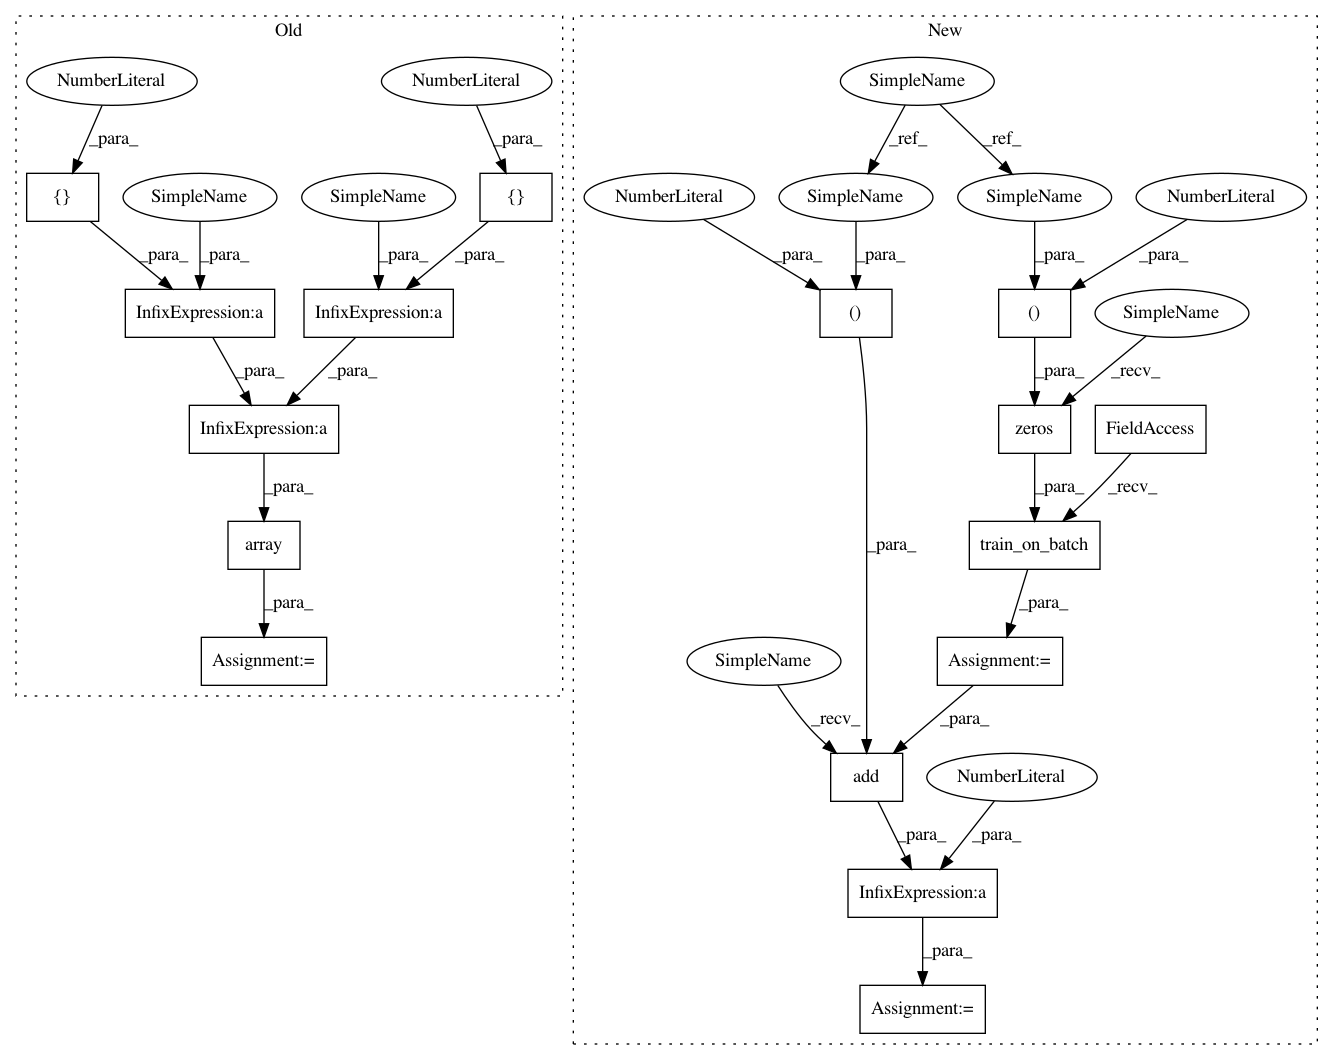 Old
New
NumberLiteral
NumberLiteral
SimpleName
_para_
_para_
_ref_
_ref_
{}
SimpleName
SimpleName
{}
NumberLiteral
SimpleName
SimpleName
NumberLiteral
_para_
_para_
_para_
_para_
_para_
_para_
_para_
_para_
InfixExpression:a
InfixExpression:a
()
()
SimpleName
_para_
_para_
_para_
_recv_
InfixExpression:a
zeros
FieldAccess
_para_
_para_
_recv_
array
_para_
train_on_batch
_para_
_para_
Assignment:=
SimpleName
Assignment:=
_recv_
_para_
add
NumberLiteral
_para_
_para_
InfixExpression:a
_para_
Assignment:=